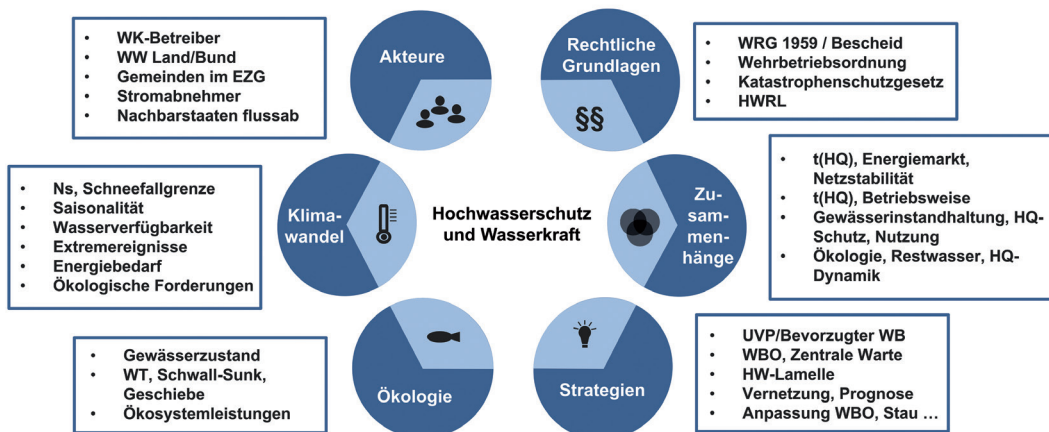 WK-Betreiber
WW Land/Bund
Gemeinden im EZG
Stromabnehmer
Nachbarstaaten flussab
Akteure
Rechtliche
Grundlagen
§§
WRG 1959 / Bescheid
Wehrbetriebsordnung
Katastrophenschutzgesetz
HWRL
Ns, Schneefallgrenze
Saisonalität
Wasserverfügbarkeit
Extremereignisse
Energiebedarf
Ökologische Forderungen
Klima-
wandel
Hochwasserschutz
und Wasserkraft
Zu-
sam-
menhänge
t(HQ), Energiemarkt,
Netzstabilität
t(HQ), Betriebsweise
Gewässerinstandhaltung, HQ-
Schutz, Nutzung
Ökologie, Restwasser, HQ-
Dynamik
Gewässerzustand
WT, Schwall-Sunk,
Geschiebe
Ökosystemleistungen
Ökologie
Strategien
UVP/Bevorzugter WB
WBO, Zentrale Warte
HW-Lamelle
Vernetzung, Prognose
Anpassung WBO, Stau ...